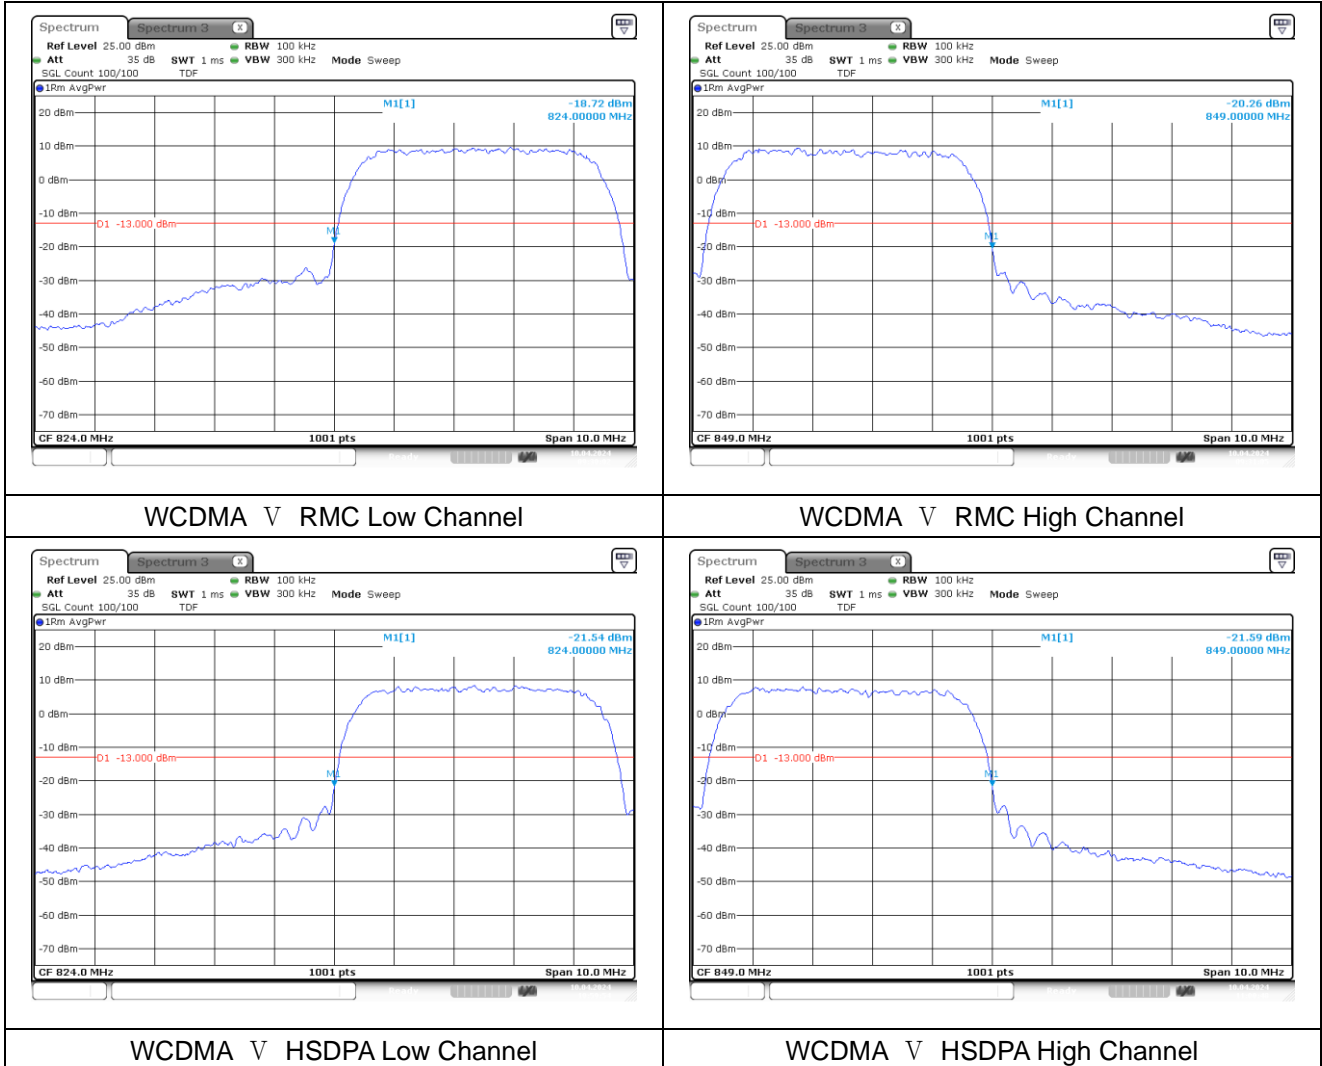 Spectrum Spectrum 3 X
Ref Level 25.00 dBm RBW 100 kHz
Att 35 dB SWT 1 ms VBW 300 kHz Mode Sweep
SGL Count 100/100 TDF
1Rm AvgPwr
M1[1] -18.72 dBm
824.00000 MHz
20 dBm
10 dBm
0 dBm
-10 dBm
D1 -13.000 dBm
M1
-20 dBm
-30 dBm
-40 dBm
-50 dBm
-60 dBm
-70 dBm
CF 824.0 MHz 1001 pts Span 10.0 MHz
WCDMA Ⅴ RMC Low Channel
Spectrum Spectrum 3 X
Ref Level 25.00 dBm RBW 100 kHz
Att 35 dB SWT 1 ms VBW 300 kHz Mode Sweep
SGL Count 100/100 TDF
1Rm AvgPwr
M1[1] -20.26 dBm
849.00000 MHz
20 dBm
10 dBm
0 dBm
-10 dBm
D1 -13.000 dBm
M1
-20 dBm
-30 dBm
-40 dBm
-50 dBm
-60 dBm
-70 dBm
CF 849.0 MHz 1001 pts Span 10.0 MHz
WCDMA Ⅴ RMC High Channel
Spectrum Spectrum 3 X
Ref Level 25.00 dBm RBW 100 kHz
Att 35 dB SWT 1 ms VBW 300 kHz Mode Sweep
SGL Count 100/100 TDF
1Rm AvgPwr
M1[1] -21.54 dBm
824.00000 MHz
20 dBm
10 dBm
0 dBm
-10 dBm
D1 -13.000 dBm
M1
-20 dBm
-30 dBm
-40 dBm
-50 dBm
-60 dBm
-70 dBm
CF 824.0 MHz 1001 pts Span 10.0 MHz
WCDMA Ⅴ HSDPA Low Channel
Spectrum Spectrum 3 X
Ref Level 25.00 dBm RBW 100 kHz
Att 35 dB SWT 1 ms VBW 300 kHz Mode Sweep
SGL Count 100/100 TDF
1Rm AvgPwr
M1[1] -21.59 dBm
849.00000 MHz
20 dBm
10 dBm
0 dBm
-10 dBm
D1 -13.000 dBm
M1
-20 dBm
-30 dBm
-40 dBm
-50 dBm
-60 dBm
-70 dBm
CF 849.0 MHz 1001 pts Span 10.0 MHz
WCDMA Ⅴ HSDPA High Channel